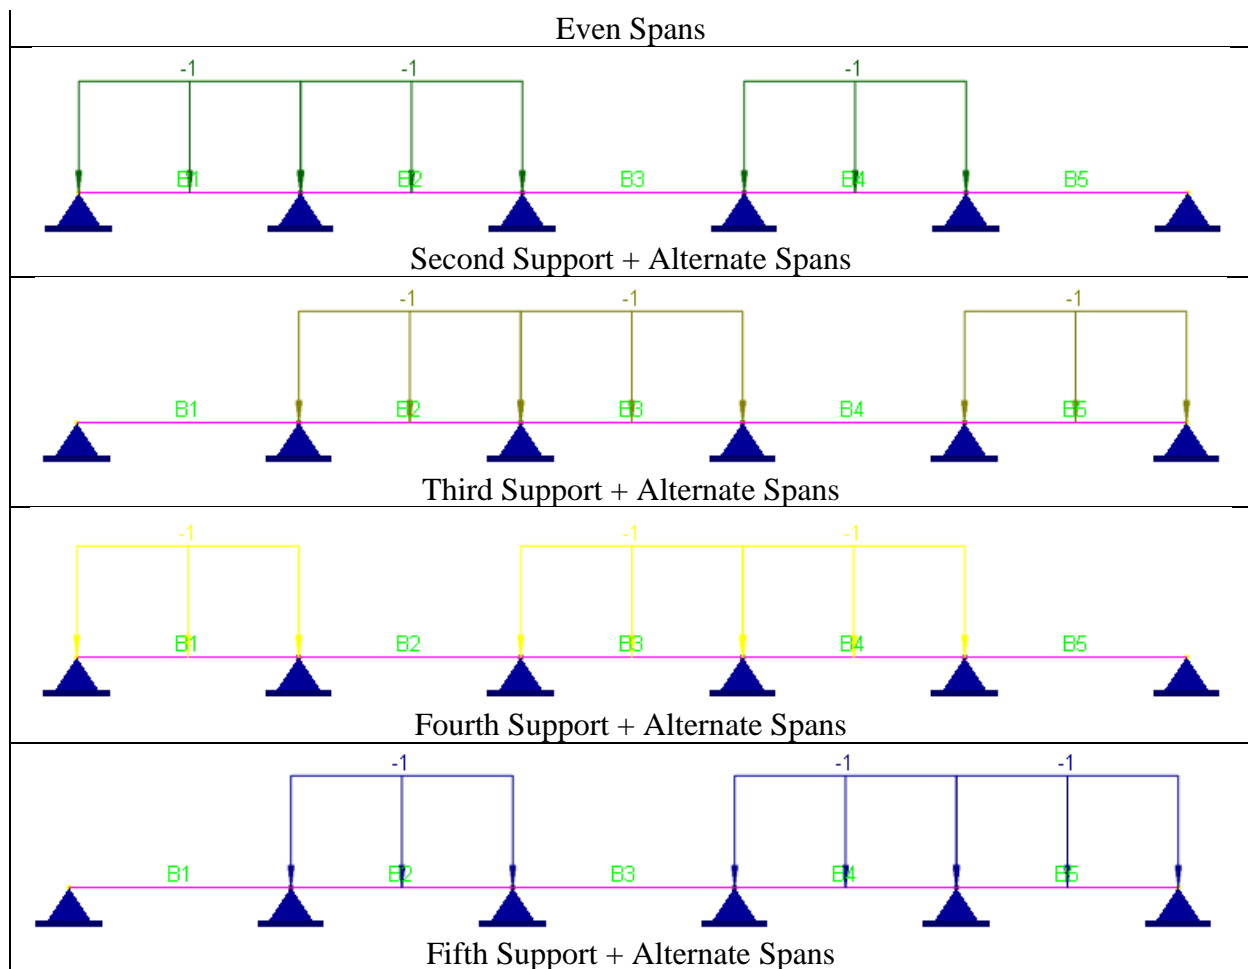 Even Spans
-1 -1 -1
B1 B2 B3 B4 B5
Second Support + Alternate Spans
-1 -1 -1
B1 B2 B3 B4 B5
Third Support + Alternate Spans
-1 -1 -1
B1 B2 B3 B4 B5
Fourth Support + Alternate Spans
-1 -1 -1
B1 B2 B3 B4 B5
Fifth Support + Alternate Spans